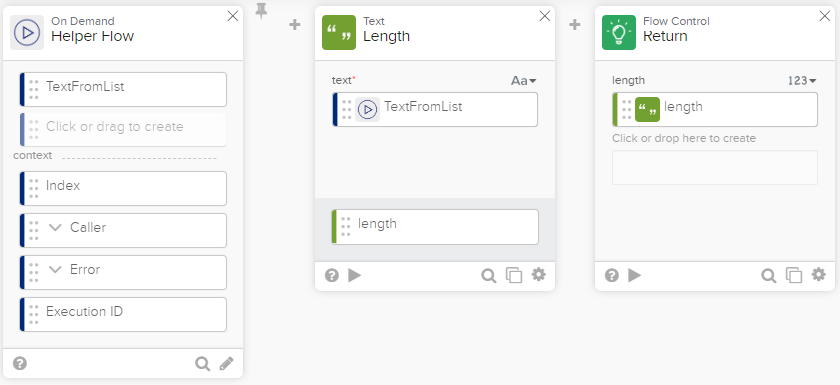 On Demand
Helper Flow
TextFromList
Click or drag to create
context
Index
Caller
Error
Execution ID
Text
Length
text*
Aa
TextFromList
length
Flow Control
Return
length
123
length
Click or drop here to create